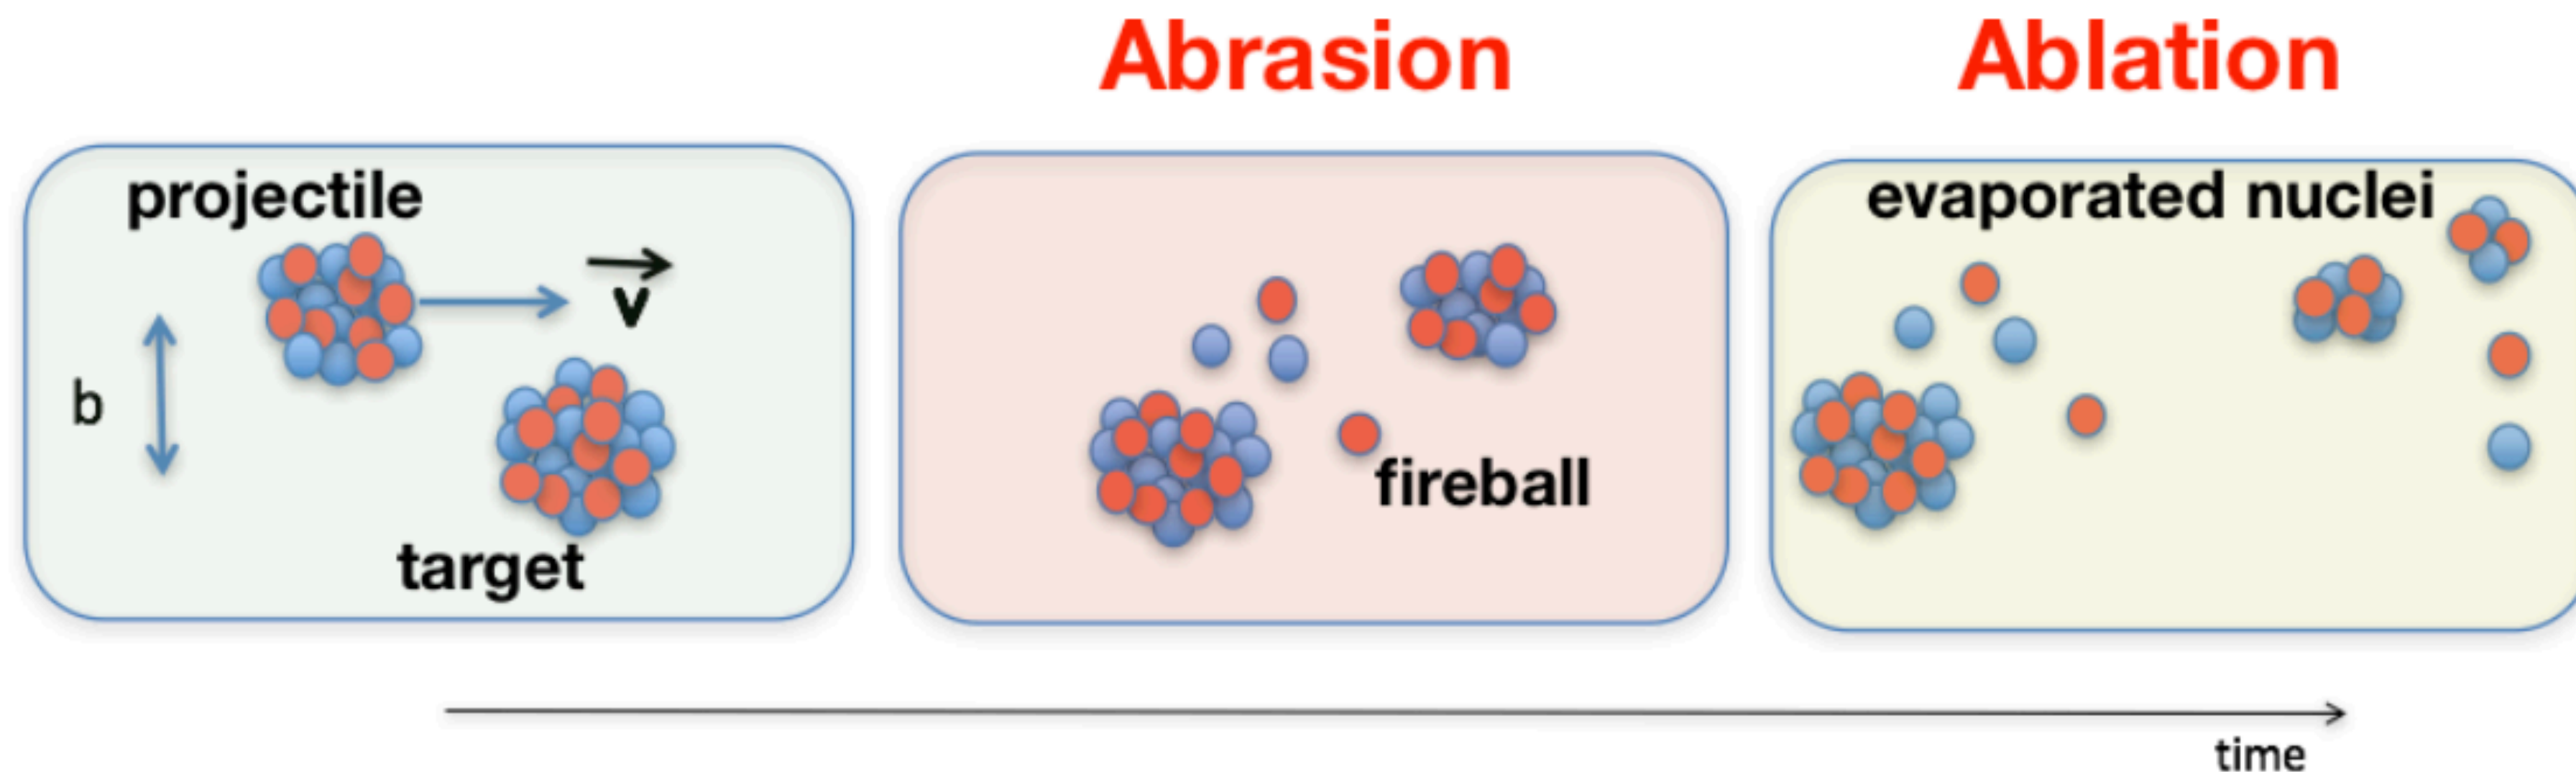 Abrasion
Ablation
projectile
v
b
target
fireball
evaporated nuclei
time